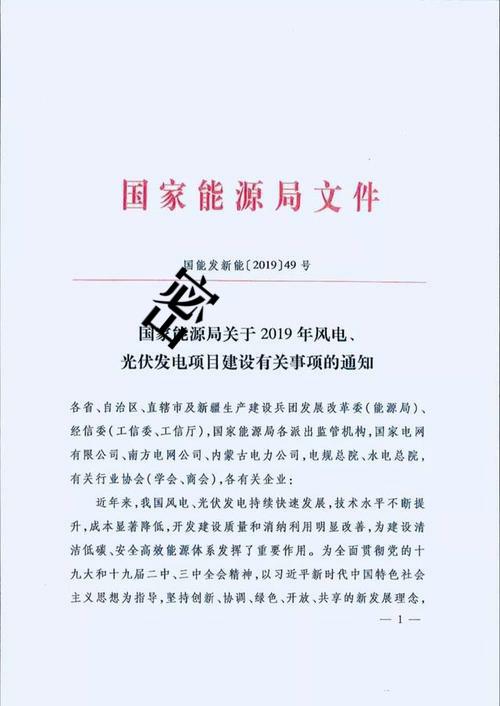 国家能源局文件
国能发新能〔2019〕49号
密
国家能源局关于2019年风电、
光伏发电项目建设有关事项的通知
各省、自治区、直辖市及新疆生产建设兵团发展改革委(能源局)、
经信委(工信委、工信厅),国家能源局各派出监管机构,国家电网
有限公司、南方电网公司、内蒙古电力公司,电规总院、水电总院,
有关行业协会(学会、商会),各有关企业:
近年来,我国风电、光伏发电持续快速发展,技术水平不断提
升,成本显著降低,开发建设质量和消纳利用明显改善,为建设清
洁低碳、安全高效能源体系发挥了重要作用。为全面贯彻党的十
九大和十九届二中、三中全会精神,以习近平新时代中国特色社会
主义思想为指导,坚持创新、协调、绿色、开放、共享的新发展理念,
— 1 —